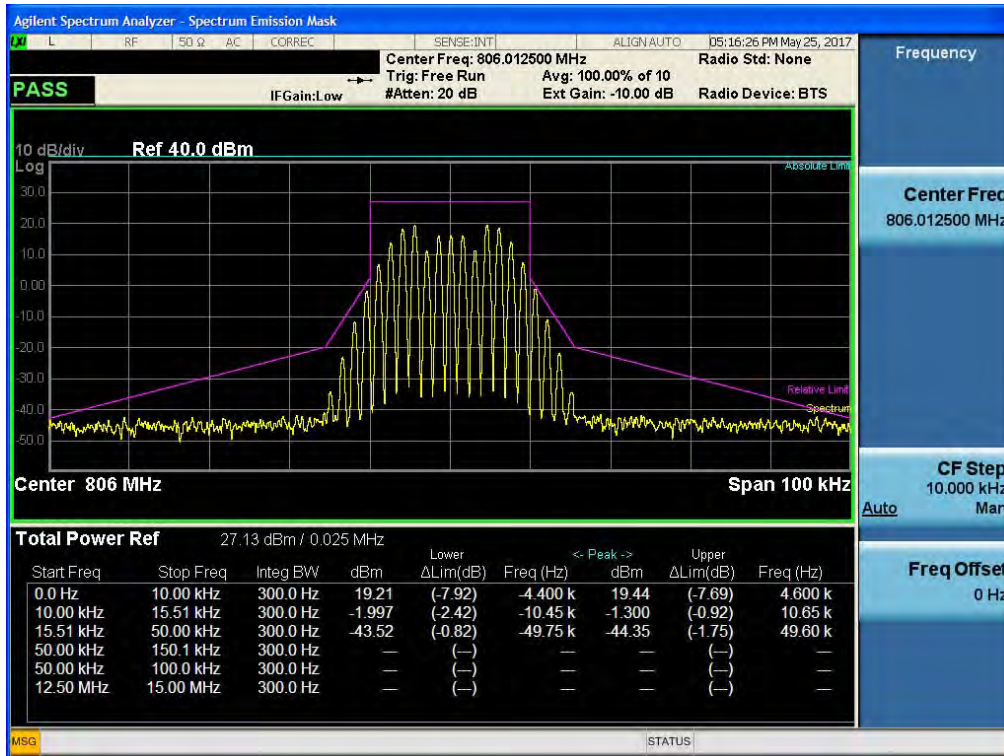 Agilent Spectrum Analyzer - Spectrum Emission Mask
LXI L RF 50 Ω AC CORREC SENSE:INT ALIGN AUTO 05:16:26 PM May 25, 2017
Center Freq: 806.012500 MHz Radio Std: None
Trig: Free Run Avg: 100.00% of 10
PASS IFGain:Low #Atten: 20 dB Ext Gain: -10.00 dB Radio Device: BTS
10 dB/div Ref 40.0 dBm
Log
Absolute Limit
30.0
20.0
10.0
0.00
-10.0
-20.0
-30.0
Relative Limit
-40.0
Spectrum
-50.0
Center 806 MHz Span 100 kHz
Total Power Ref 27.13 dBm / 0.025 MHz
Lower <- Peak -> Upper
Start Freq Stop Freq Integ BW dBm ΔLim(dB) Freq (Hz) dBm ΔLim(dB) Freq (Hz)
0.0 Hz 10.00 kHz 300.0 Hz 19.21 (-7.92) -4.400 k 19.44 (-7.69) 4.600 k
10.00 kHz 15.51 kHz 300.0 Hz -1.997 (-2.42) -10.45 k -1.300 (-0.92) 10.65 k
15.51 kHz 50.00 kHz 300.0 Hz -43.52 (-0.82) -49.75 k -44.35 (-1.75) 49.60 k
50.00 kHz 150.1 kHz 300.0 Hz --- (---) --- --- (---) ---
50.00 kHz 100.0 kHz 300.0 Hz --- (---) --- --- (---) ---
12.50 MHz 15.00 MHz 300.0 Hz --- (---) --- --- (---) ---
MSG STATUS
Frequency
Center Freq
806.012500 MHz
CF Step
10.000 kHz
Auto Man
Freq Offset
0 Hz